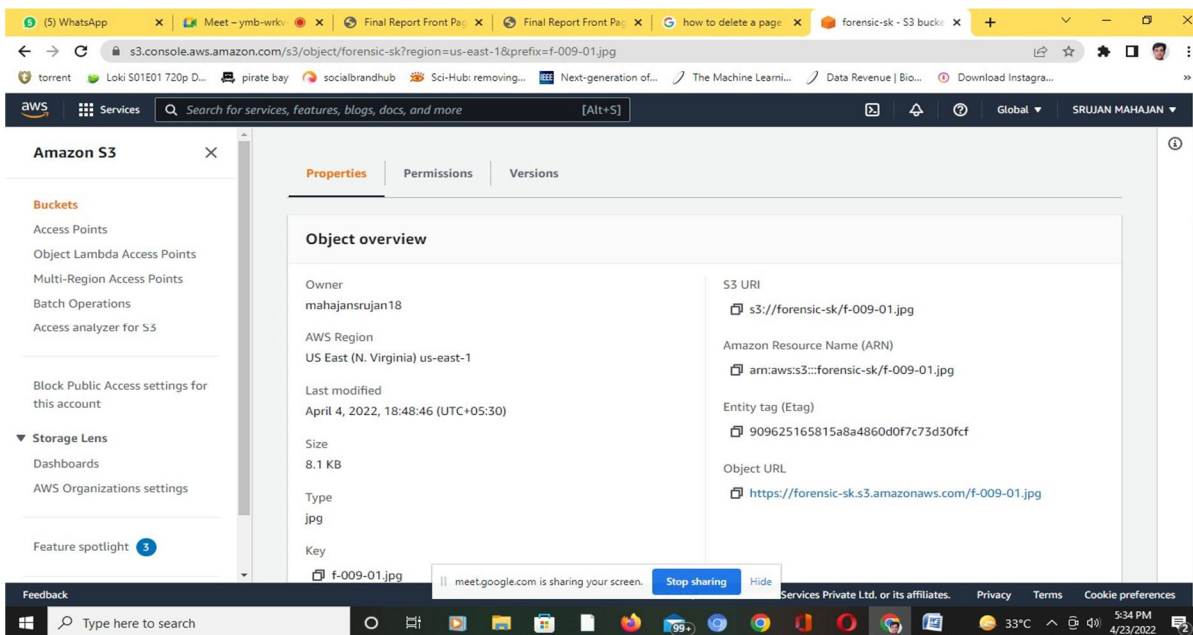 (5) WhatsApp
Meet – ymb-wrkv-
Final Report Front Pag
Final Report Front Pag
how to delete a page
forensic-sk - S3 bucke
s3.console.aws.amazon.com/s3/object/forensic-sk?region=us-east-1&prefix=f-009-01.jpg
torrent
Loki S01E01 720p D...
pirate bay
socialbrandhub
Sci-Hub: removing...
Next-generation of...
The Machine Learni...
Data Revenue | Bio...
Download Instagra...
aws
Services
Search for services, features, blogs, docs, and more
[Alt+S]
Global
SRUJAN MAHAJAN
Amazon S3
Buckets
Access Points
Object Lambda Access Points
Multi-Region Access Points
Batch Operations
Access analyzer for S3
Block Public Access settings for
this account
Storage Lens
Dashboards
AWS Organizations settings
Feature spotlight 3
Properties
Permissions
Versions
Object overview
Owner
mahajansrujan18
AWS Region
US East (N. Virginia) us-east-1
Last modified
April 4, 2022, 18:48:46 (UTC+05:30)
Size
8.1 KB
Type
jpg
Key
f-009-01.jpg
S3 URI
s3://forensic-sk/f-009-01.jpg
Amazon Resource Name (ARN)
arn:aws:s3:::forensic-sk/f-009-01.jpg
Entity tag (Etag)
909625165815a8a4860d0f7c73d30fcf
Object URL
https://forensic-sk.s3.amazonaws.com/f-009-01.jpg
meet.google.com is sharing your screen.
Stop sharing
Hide
Feedback
Services Private Ltd. or its affiliates.
Privacy
Terms
Cookie preferences
Type here to search
99+
33°C
5:34 PM
4/23/2022